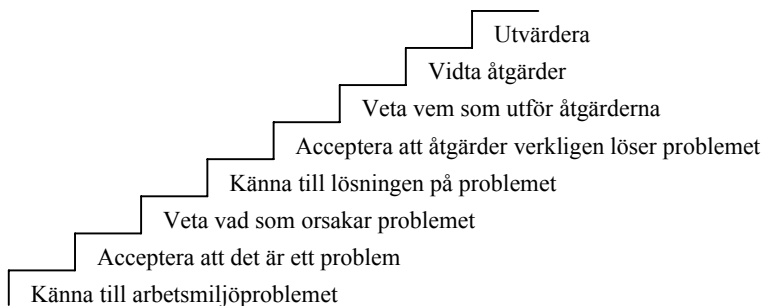 Utvärdera
Vidta åtgärder
Veta vem som utför åtgärderna
Acceptera att åtgärder verkligen löser problemet
Känna till lösningen på problemet
Veta vad som orsakar problemet
Acceptera att det är ett problem
Känna till arbetsmiljöproblemet